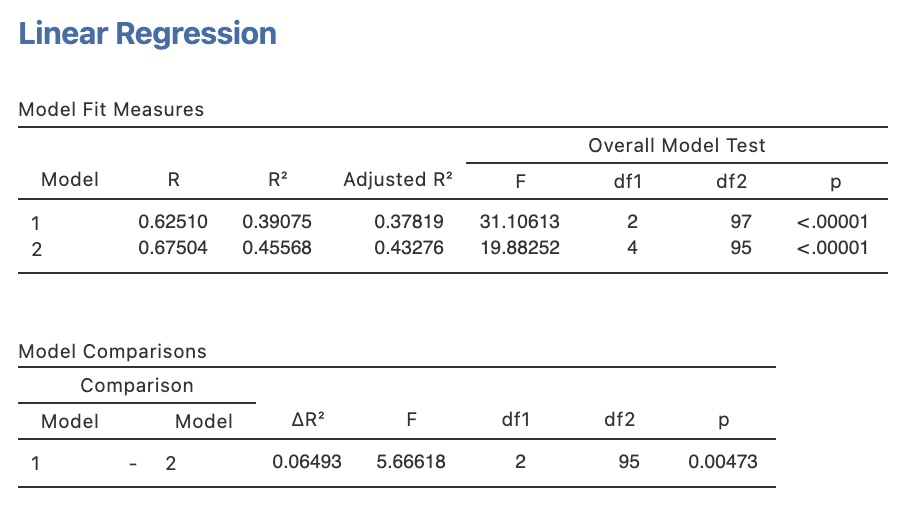 Linear Regression
Model Fit Measures
Overall Model Test
Model R R² Adjusted R² F df1 df2 p
1 0.62510 0.39075 0.37819 31.10613 2 97 <.00001
2 0.67504 0.45568 0.43276 19.88252 4 95 <.00001
Model Comparisons
Comparison
Model Model ΔR² F df1 df2 p
1 - 2 0.06493 5.66618 2 95 0.00473